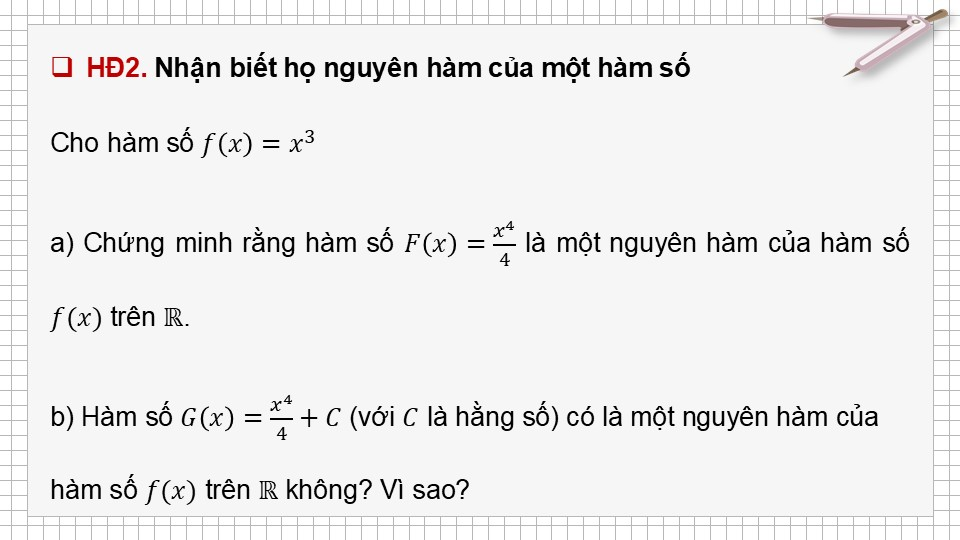 ❑ HĐ2. Nhận biết họ nguyên hàm của một hàm số
Cho hàm số 𝑓(𝑥) = 𝑥³
a) Chứng minh rằng hàm số 𝐹(𝑥) = 𝑥⁴/4 là một nguyên hàm của hàm số
𝑓(𝑥) trên ℝ.
b) Hàm số 𝐺(𝑥) = 𝑥⁴/4 + 𝐶 (với 𝐶 là hằng số) có là một nguyên hàm của
hàm số 𝑓(𝑥) trên ℝ không? Vì sao?